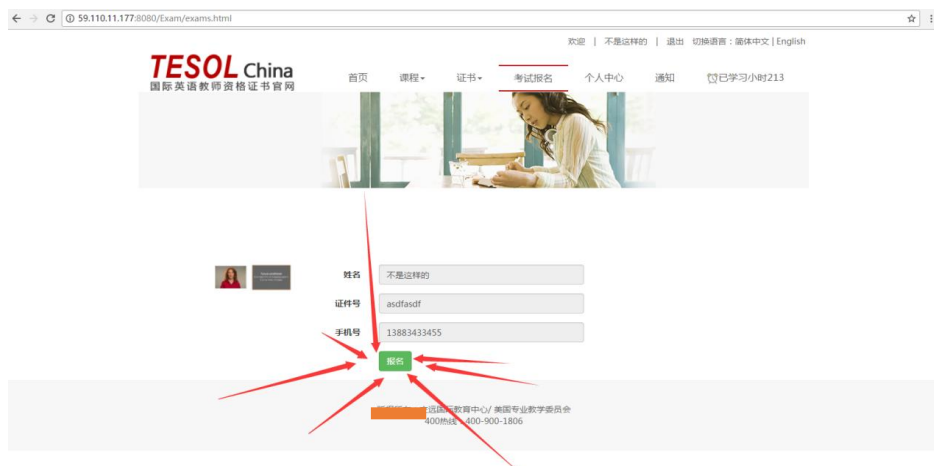 59.110.11.177:8080/Exam/exams.html
欢迎 | 不是这样的 | 退出 切换语言：简体中文 | English
TESOL China
国际英语教师资格证书官网
首页 课程 证书 考试报名 个人中心 通知 已学习小时213
姓名 不是这样的
证件号 asdfasdf
手机号 13883433455
报名
国际教育中心/ 美国专业教学委员会
400热线：400-900-1806